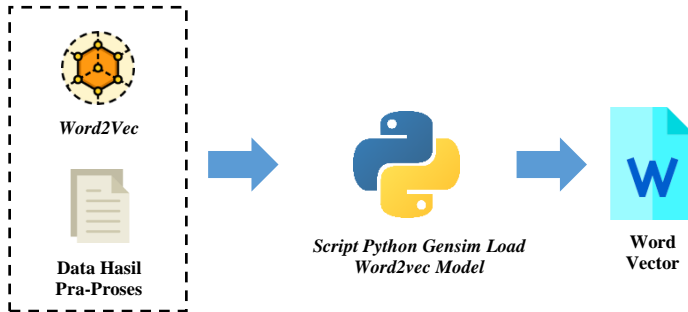 Word2Vec
Data Hasil
Pra-Proses
Script Python Gensim Load
Word2vec Model
W
Word
Vector